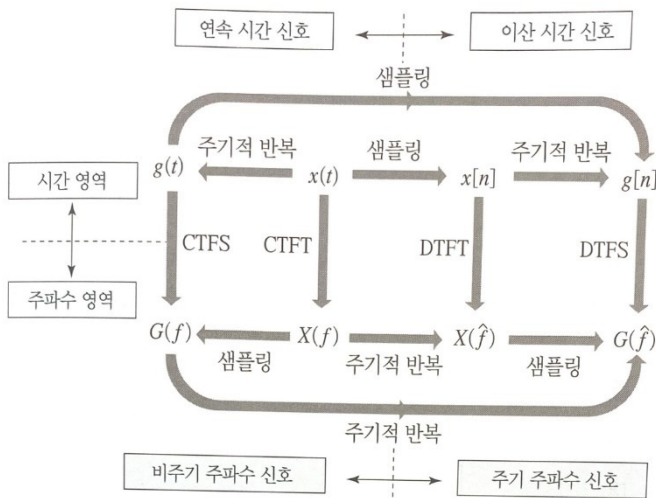 연속 시간 신호 이산 시간 신호
샘플링
주기적 반복 샘플링 주기적 반복
g(t) x(t) x[n] g[n]
시간 영역
CTFS CTFT DTFT DTFS
주파수 영역
G(f) X(f) X(f̂) G(f̂)
샘플링 주기적 반복 샘플링
주기적 반복
비주기 주파수 신호 주기 주파수 신호